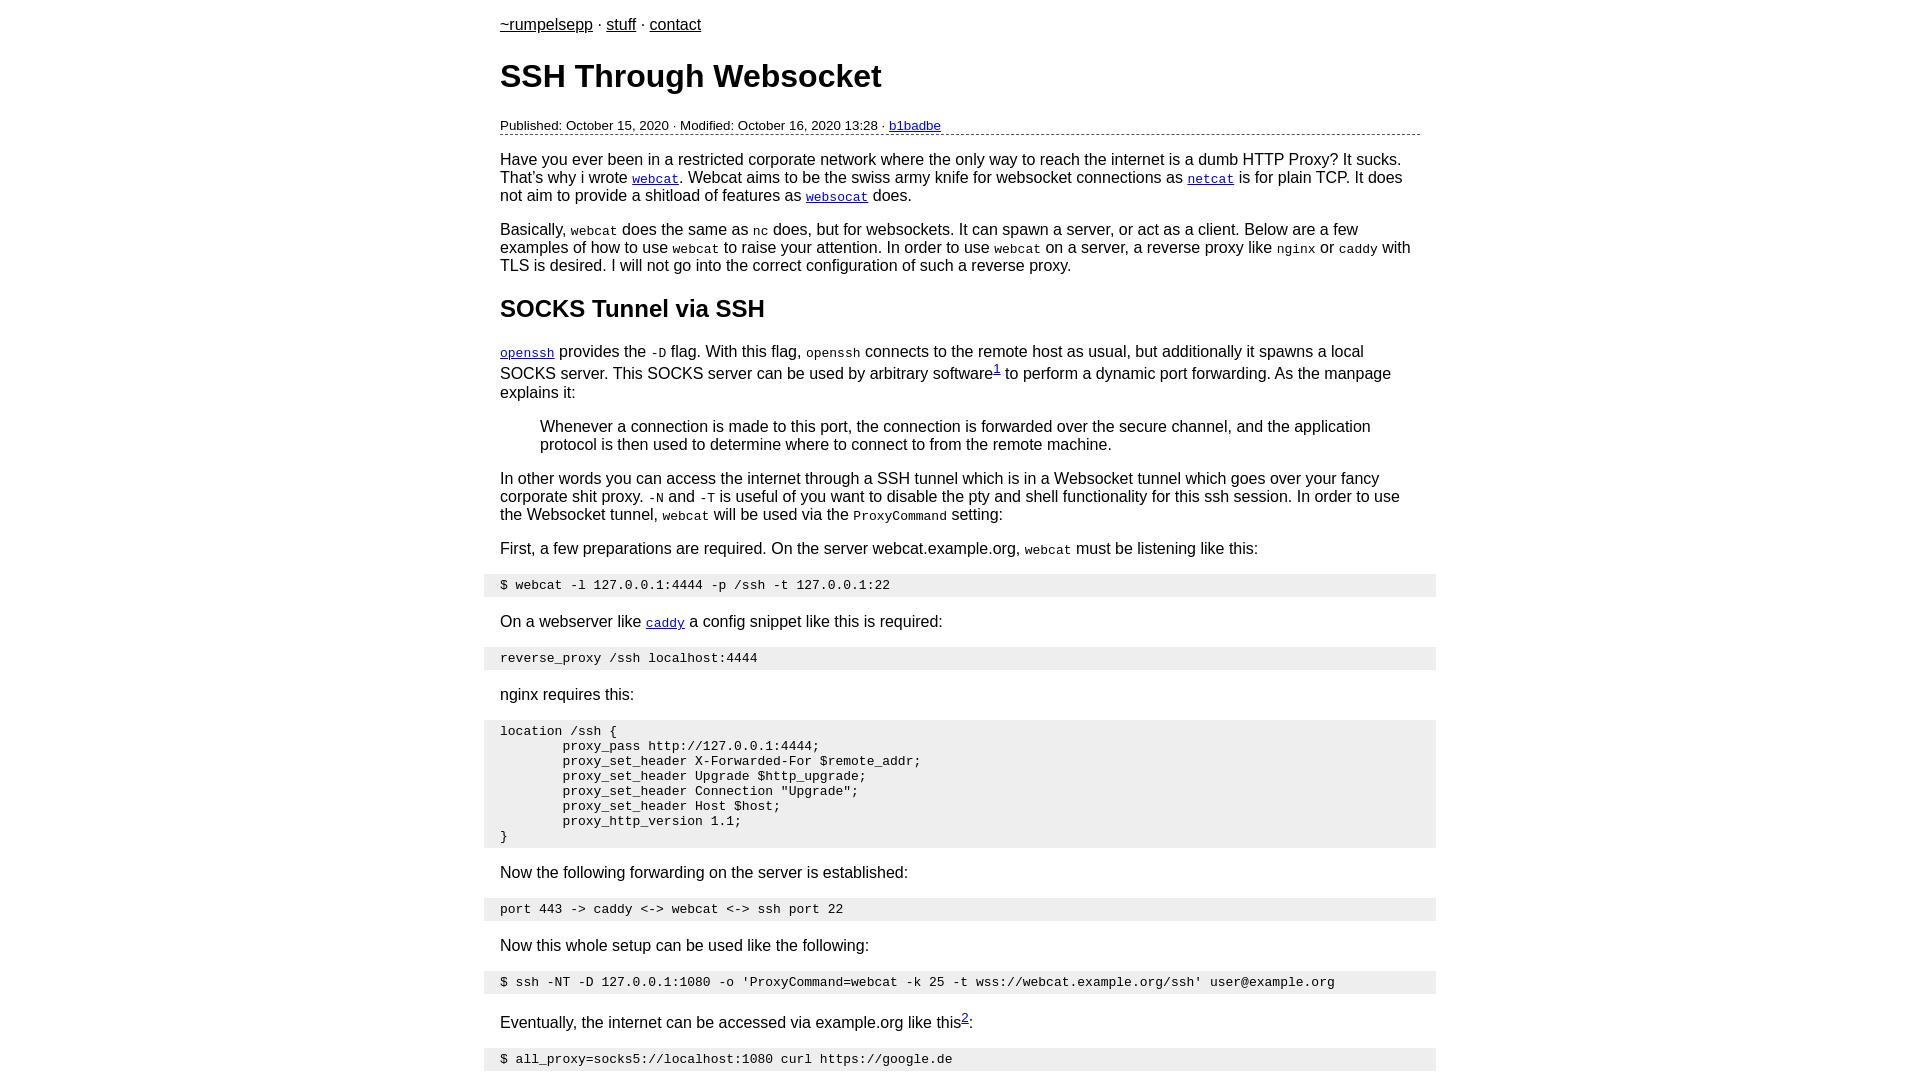 ~rumpelsepp · stuff · contact
SSH Through Websocket
Published: October 15, 2020 · Modified: October 16, 2020 13:28 · b1badbe
Have you ever been in a restricted corporate network where the only way to reach the internet is a dumb HTTP Proxy? It sucks.
That’s why i wrote webcat. Webcat aims to be the swiss army knife for websocket connections as netcat is for plain TCP. It does
not aim to provide a shitload of features as websocat does.
Basically, webcat does the same as nc does, but for websockets. It can spawn a server, or act as a client. Below are a few
examples of how to use webcat to raise your attention. In order to use webcat on a server, a reverse proxy like nginx or caddy with
TLS is desired. I will not go into the correct configuration of such a reverse proxy.
SOCKS Tunnel via SSH
openssh provides the -D flag. With this flag, openssh connects to the remote host as usual, but additionally it spawns a local
SOCKS server. This SOCKS server can be used by arbitrary software1 to perform a dynamic port forwarding. As the manpage
explains it:
Whenever a connection is made to this port, the connection is forwarded over the secure channel, and the application
protocol is then used to determine where to connect to from the remote machine.
In other words you can access the internet through a SSH tunnel which is in a Websocket tunnel which goes over your fancy
corporate shit proxy. -N and -T is useful of you want to disable the pty and shell functionality for this ssh session. In order to use
the Websocket tunnel, webcat will be used via the ProxyCommand setting:
First, a few preparations are required. On the server webcat.example.org, webcat must be listening like this:
$ webcat -l 127.0.0.1:4444 -p /ssh -t 127.0.0.1:22
On a webserver like caddy a config snippet like this is required:
reverse_proxy /ssh localhost:4444
nginx requires this:
location /ssh {
        proxy_pass http://127.0.0.1:4444;
        proxy_set_header X-Forwarded-For $remote_addr;
        proxy_set_header Upgrade $http_upgrade;
        proxy_set_header Connection "Upgrade";
        proxy_set_header Host $host;
        proxy_http_version 1.1;
}
Now the following forwarding on the server is established:
port 443 -> caddy <-> webcat <-> ssh port 22
Now this whole setup can be used like the following:
$ ssh -NT -D 127.0.0.1:1080 -o 'ProxyCommand=webcat -k 25 -t wss://webcat.example.org/ssh' user@example.org
Eventually, the internet can be accessed via example.org like this2:
$ all_proxy=socks5://localhost:1080 curl https://google.de